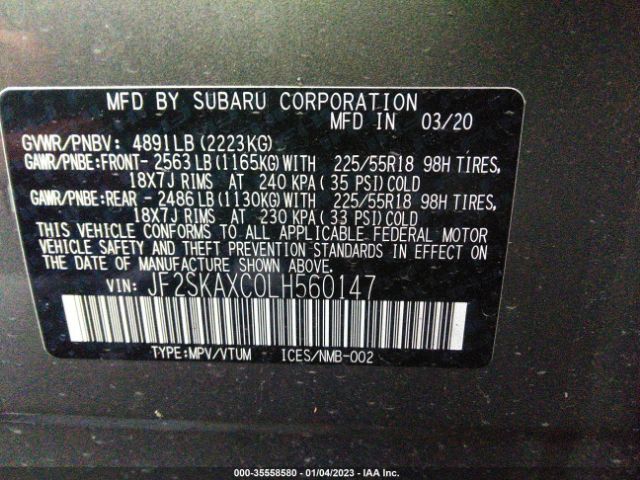 MFD BY SUBARU CORPORATION
MFD IN 03/20
GVWR/PNBV: 4891LB (2223KG)
GAWR/PNBE:FRONT- 2563 LB (1165KG) WITH 225/55R18 98H TIRES,
18X7J RIMS AT 240 KPA ( 35 PSI) COLD
GAWR/PNBE:REAR - 2486 LB (1130KG) WITH 225/55R18 98H TIRES,
18X7J RIMS AT 230 KPA ( 33 PSI) COLD
THIS VEHICLE CONFORMS TO ALL APPLICABLE FEDERAL MOTOR
VEHICLE SAFETY AND THEFT PREVENTION STANDARDS IN EFFECT ON
THE DATE OF MANUFACTURE SHOWN ABOVE.
VIN: JF2SKAXC0LH560147
TYPE:MPV/VTUM ICES/NMB-002
000-35558580 - 01/04/2023 - IAA Inc.